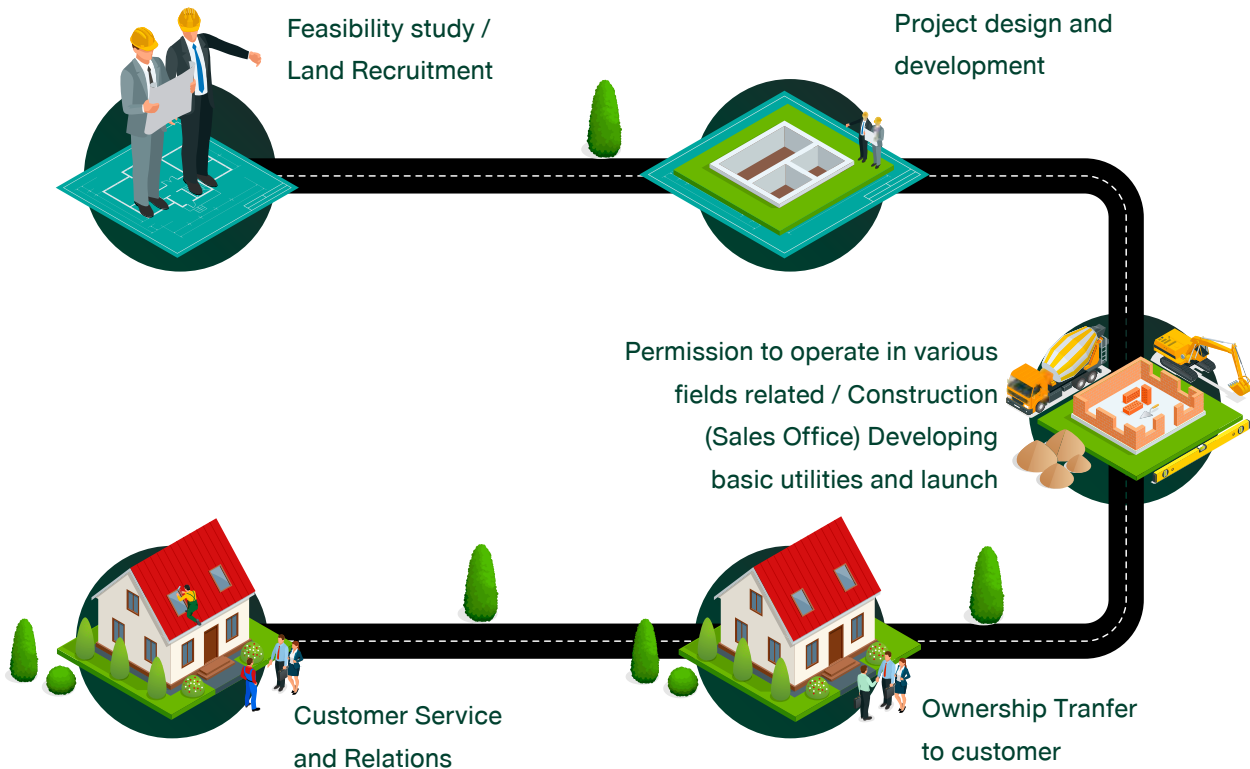 Feasibility study /
Land Recruitment
Project design and
development
Permission to operate in various
fields related / Construction
(Sales Office) Developing
basic utilities and launch
Ownership Tranfer
to customer
Customer Service
and Relations